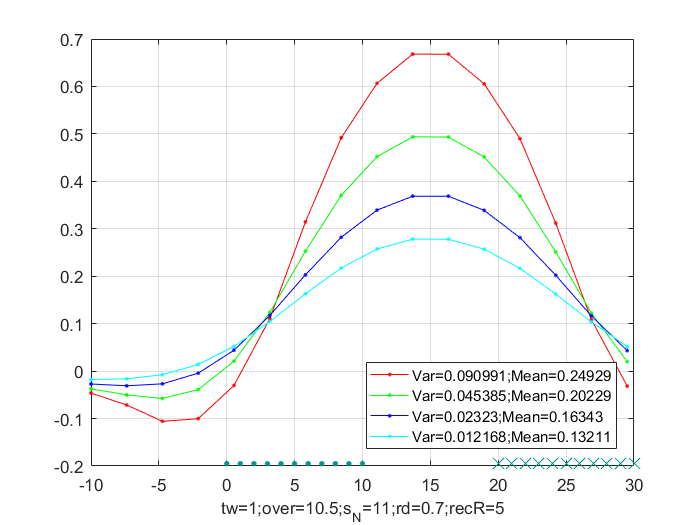 0.7
0.6
0.5
0.4
0.3
0.2
0.1
0
-0.1
-0.2
Var=0.090991;Mean=0.24929
Var=0.045385;Mean=0.20229
Var=0.02323;Mean=0.16343
Var=0.012168;Mean=0.13211
-10 -5 0 5 10 15 20 25 30
tw=1;over=10.5;s_N=11;rd=0.7;recR=5